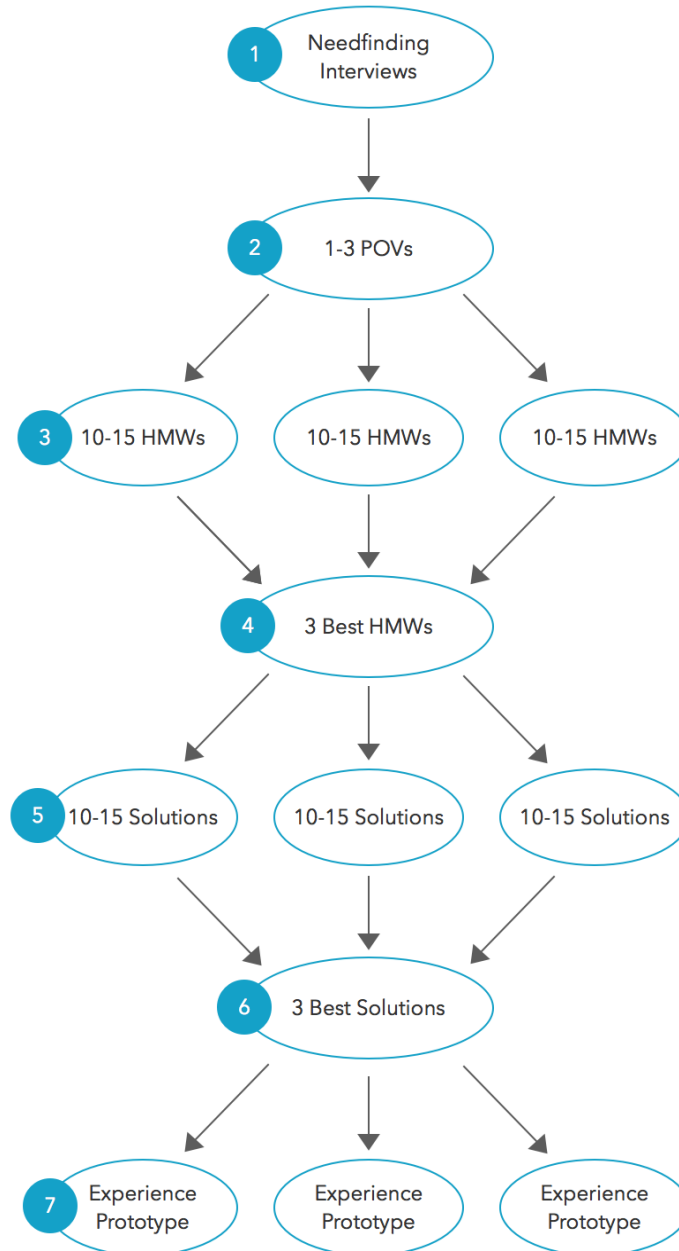 1
Needfinding
Interviews
2
1-3 POVs
3
10-15 HMWs
10-15 HMWs
10-15 HMWs
4
3 Best HMWs
5
10-15 Solutions
10-15 Solutions
10-15 Solutions
6
3 Best Solutions
7
Experience
Prototype
Experience
Prototype
Experience
Prototype